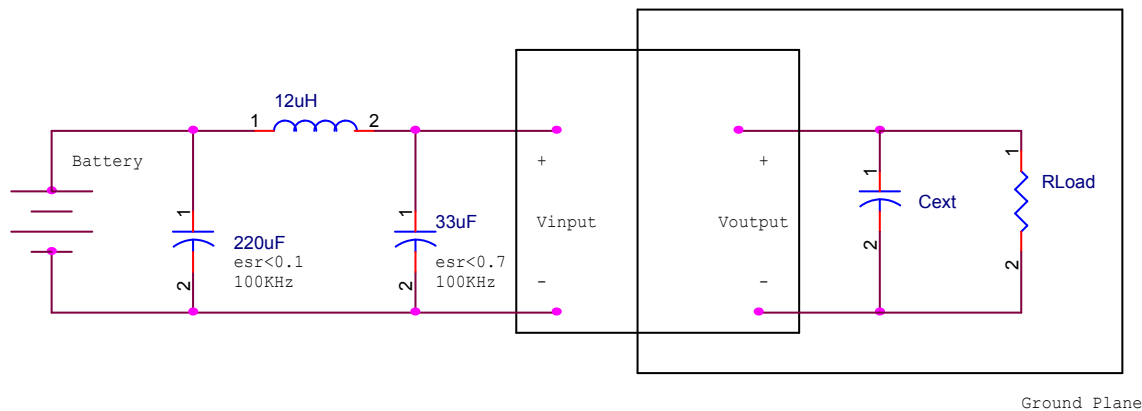 12uH
1
2
Battery
+
+
1
RLoad
1
1
1
Cext
33uF
Vinput
Voutput
220uF
esr<0.1
esr<0.7
2
2
100KHz
100KHz
2
2
-
-
Ground Plane